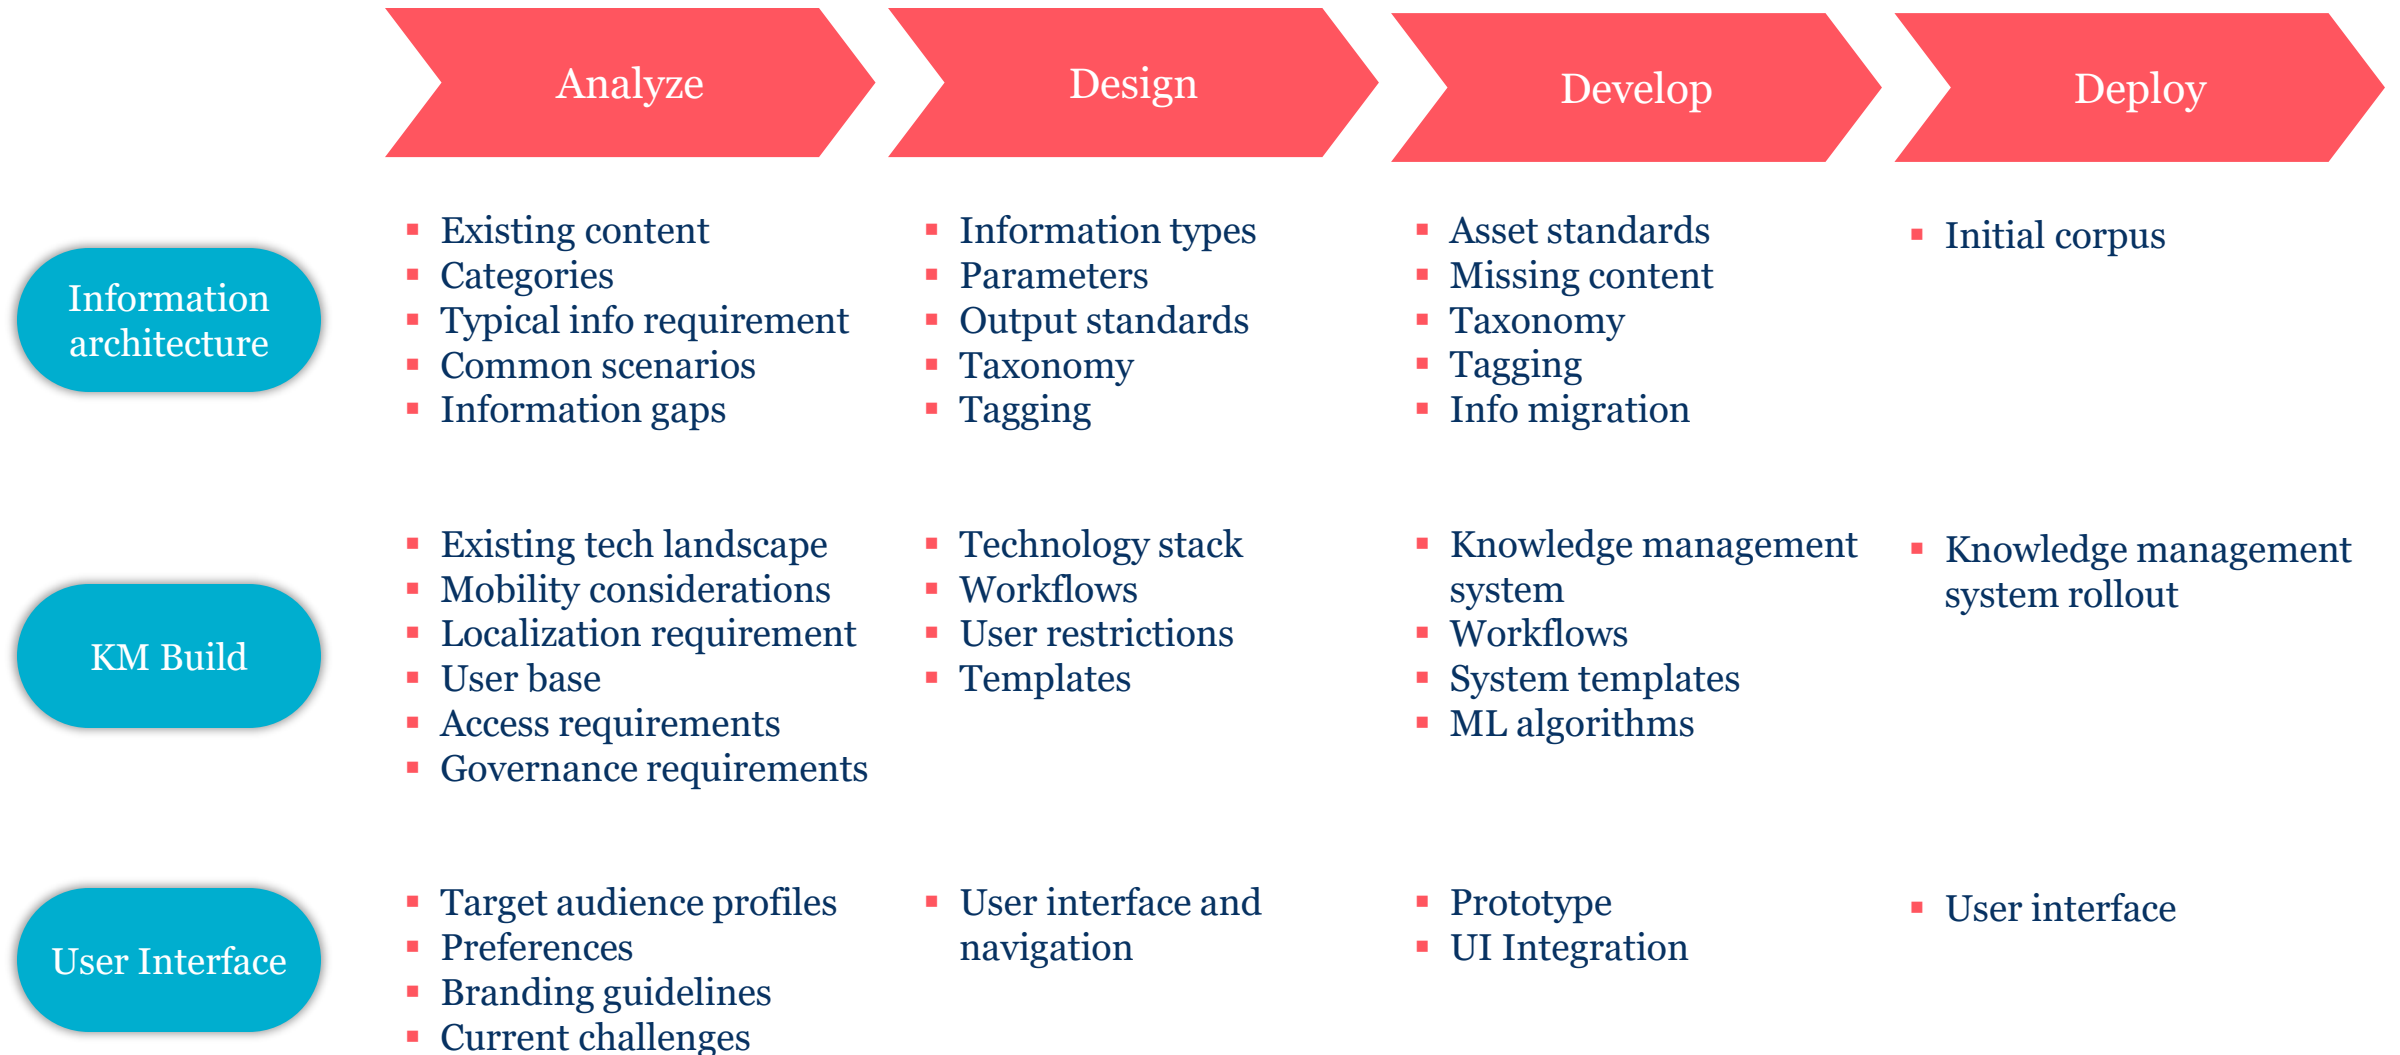 Analyze
Design
Develop
Deploy
Information
architecture
▪ Existing content
▪ Categories
▪ Typical info requirement
▪ Common scenarios
▪ Information gaps
▪ Information types
▪ Parameters
▪ Output standards
▪ Taxonomy
▪ Tagging
▪ Asset standards
▪ Missing content
▪ Taxonomy
▪ Tagging
▪ Info migration
▪ Initial corpus
KM Build
▪ Existing tech landscape
▪ Mobility considerations
▪ Localization requirement
▪ User base
▪ Access requirements
▪ Governance requirements
▪ Technology stack
▪ Workflows
▪ User restrictions
▪ Templates
▪ Knowledge management
system
▪ Workflows
▪ System templates
▪ ML algorithms
▪ Knowledge management
system rollout
User Interface
▪ Target audience profiles
▪ Preferences
▪ Branding guidelines
▪ Current challenges
▪ User interface and
navigation
▪ Prototype
▪ UI Integration
▪ User interface